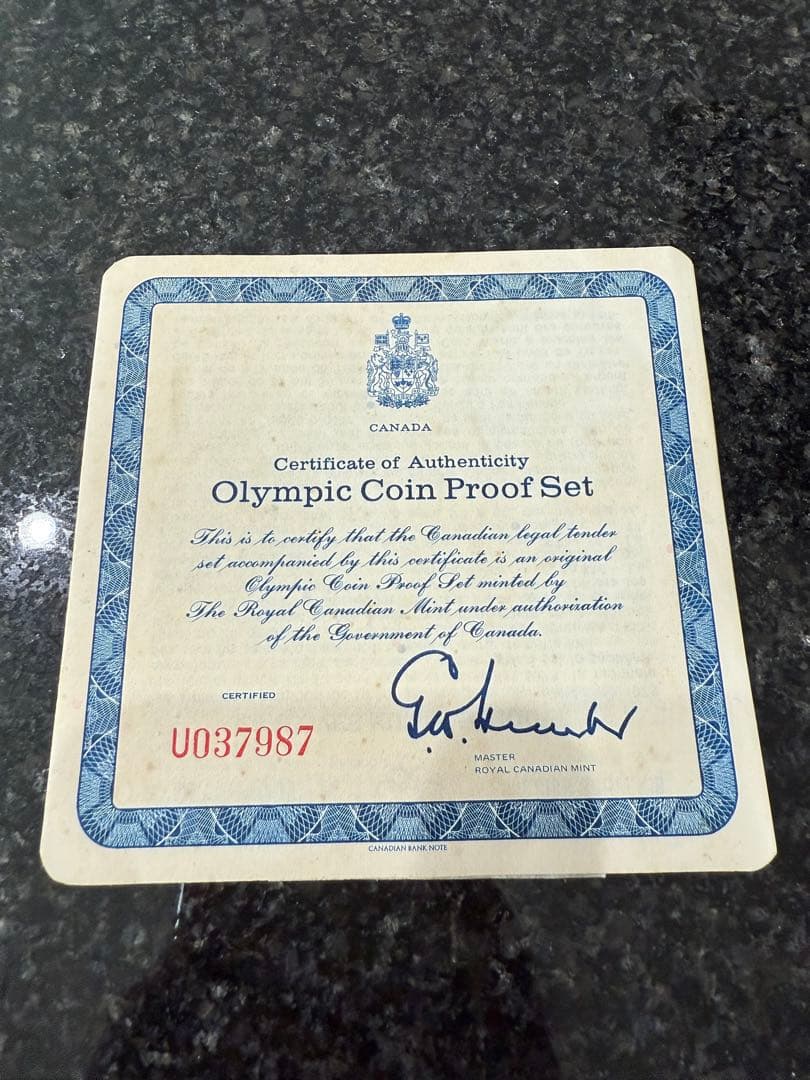 CANADA
Certificate of Authenticity
Olympic Coin Proof Set
This is to certify that the Canadian legal tender
set accompanied by this certificate is an original
Olympic Coin Proof Set minted by
The Royal Canadian Mint under authorization
of the Government of Canada.
CERTIFIED
U037987
MASTER
ROYAL CANADIAN MINT
CANADIAN BANK NOTE